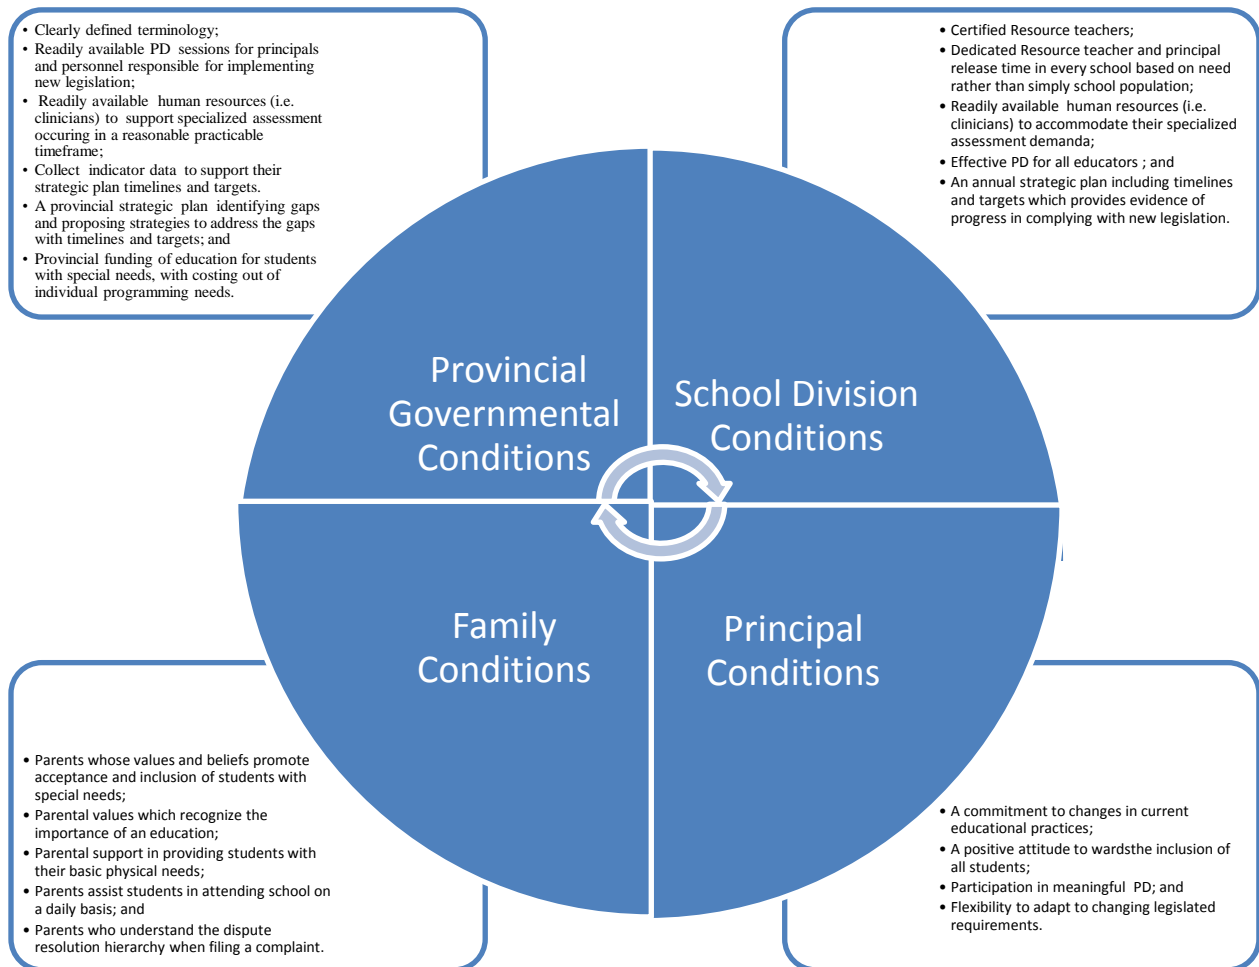 • Clearly defined terminology;
• Readily available PD sessions for principals
and personnel responsible for implementing
new legislation;
• Readily available human resources (i.e.
clinicians) to support specialized assessment
occuring in a reasonable practicable
timeframe;
• Collect indicator data to support their
strategic plan timelines and targets.
• A provincial strategic plan identifying gaps
and proposing strategies to address the gaps
with timelines and targets; and
• Provincial funding of education for students
with special needs, with costing out of
individual programming needs.
• Certified Resource teachers;
• Dedicated Resource teacher and principal
release time in every school based on need
rather than simply school population;
• Readily available human resources (i.e.
clinicians) to accommodate their specialized
assessment demanda;
• Effective PD for all educators ; and
• An annual strategic plan including timelines
and targets which provides evidence of
progress in complying with new legislation.
Provincial
Governmental
Conditions
School Division
Conditions
Family
Conditions
Principal
Conditions
• Parents whose values and beliefs promote
acceptance and inclusion of students with
special needs;
• Parental values which recognize the
importance of an education;
• Parental support in providing students with
their basic physical needs;
• Parents assist students in attending school on
a daily basis; and
• Parents who understand the dispute
resolution hierarchy when filing a complaint.
• A commitment to changes in current
educational practices;
• A positive attitude to wardsthe inclusion of
all students;
• Participation in meaningful PD; and
• Flexibility to adapt to changing legislated
requirements.